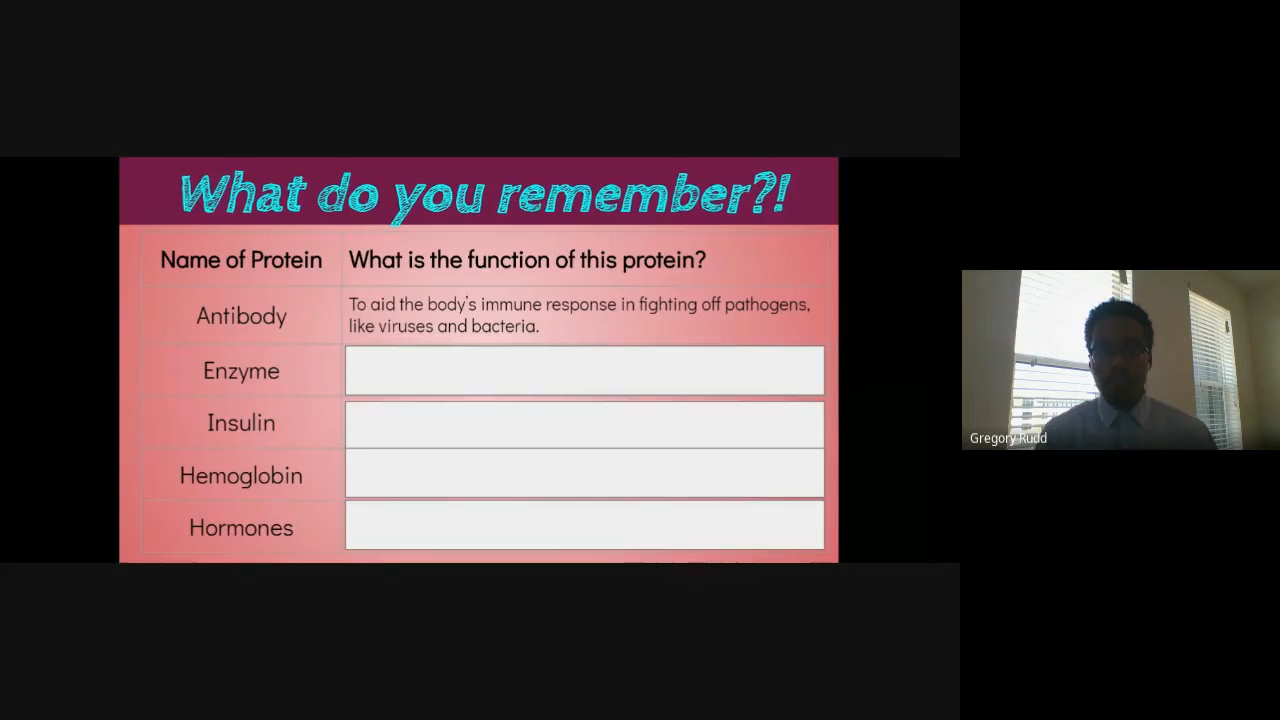 What do you remember?!
Name of Protein
What is the function of this protein?
Antibody
To aid the body's immune response in fighting off pathogens,
like viruses and bacteria.
Enzyme
Insulin
Hemoglobin
Hormones
Gregory Rudd